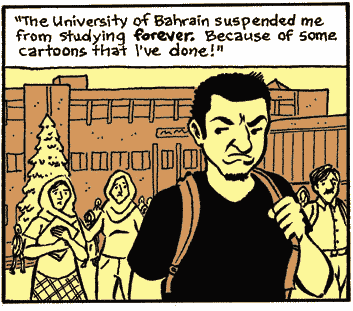 "The University of Bahrain suspended me
from studying forever. Because of some
cartoons that I've done!"